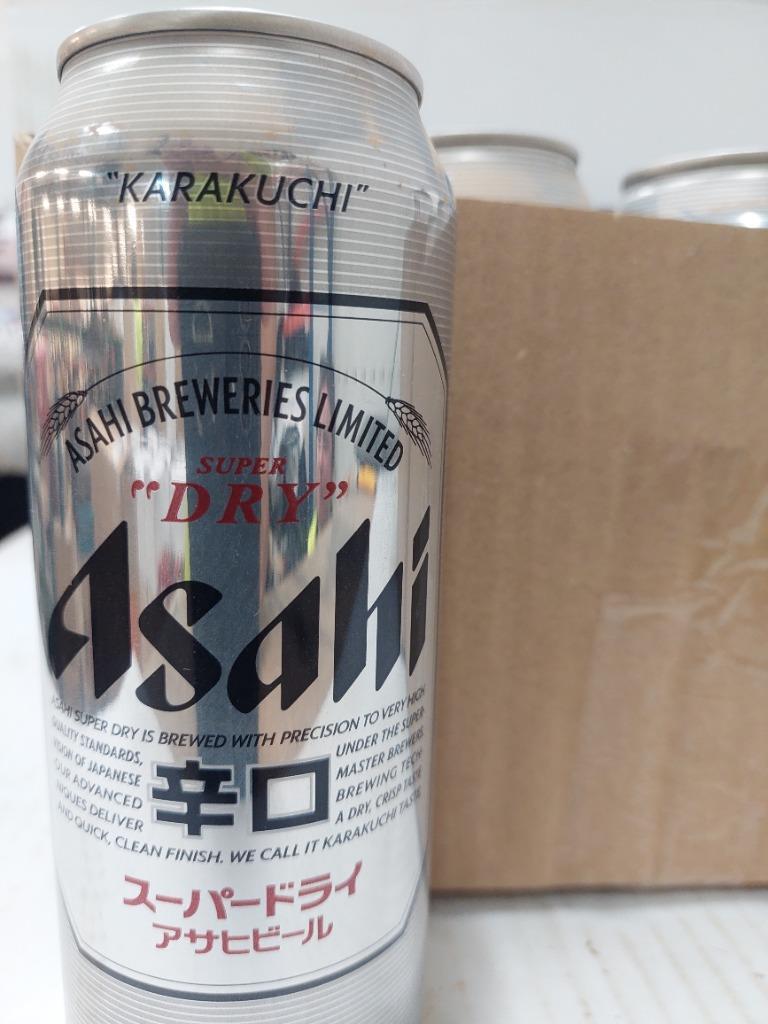 "KARAKUCHI"
ASAHI BREWERIES LIMITED
SUPER
"DRY"
Asahi
ASAHI SUPER DRY IS BREWED WITH PRECISION TO VERY HIGH
QUALITY STANDARDS,
UNDER THE SUPER-
VISION OF JAPANESE
MASTER BREWERS.
OUR ADVANCED
BREWING TECH-
NIQUES DELIVER
A DRY, CRISP TASTE
AND QUICK, CLEAN FINISH. WE CALL IT KARAKUCHI TASTE.
辛口
スーパードライ
アサヒビール